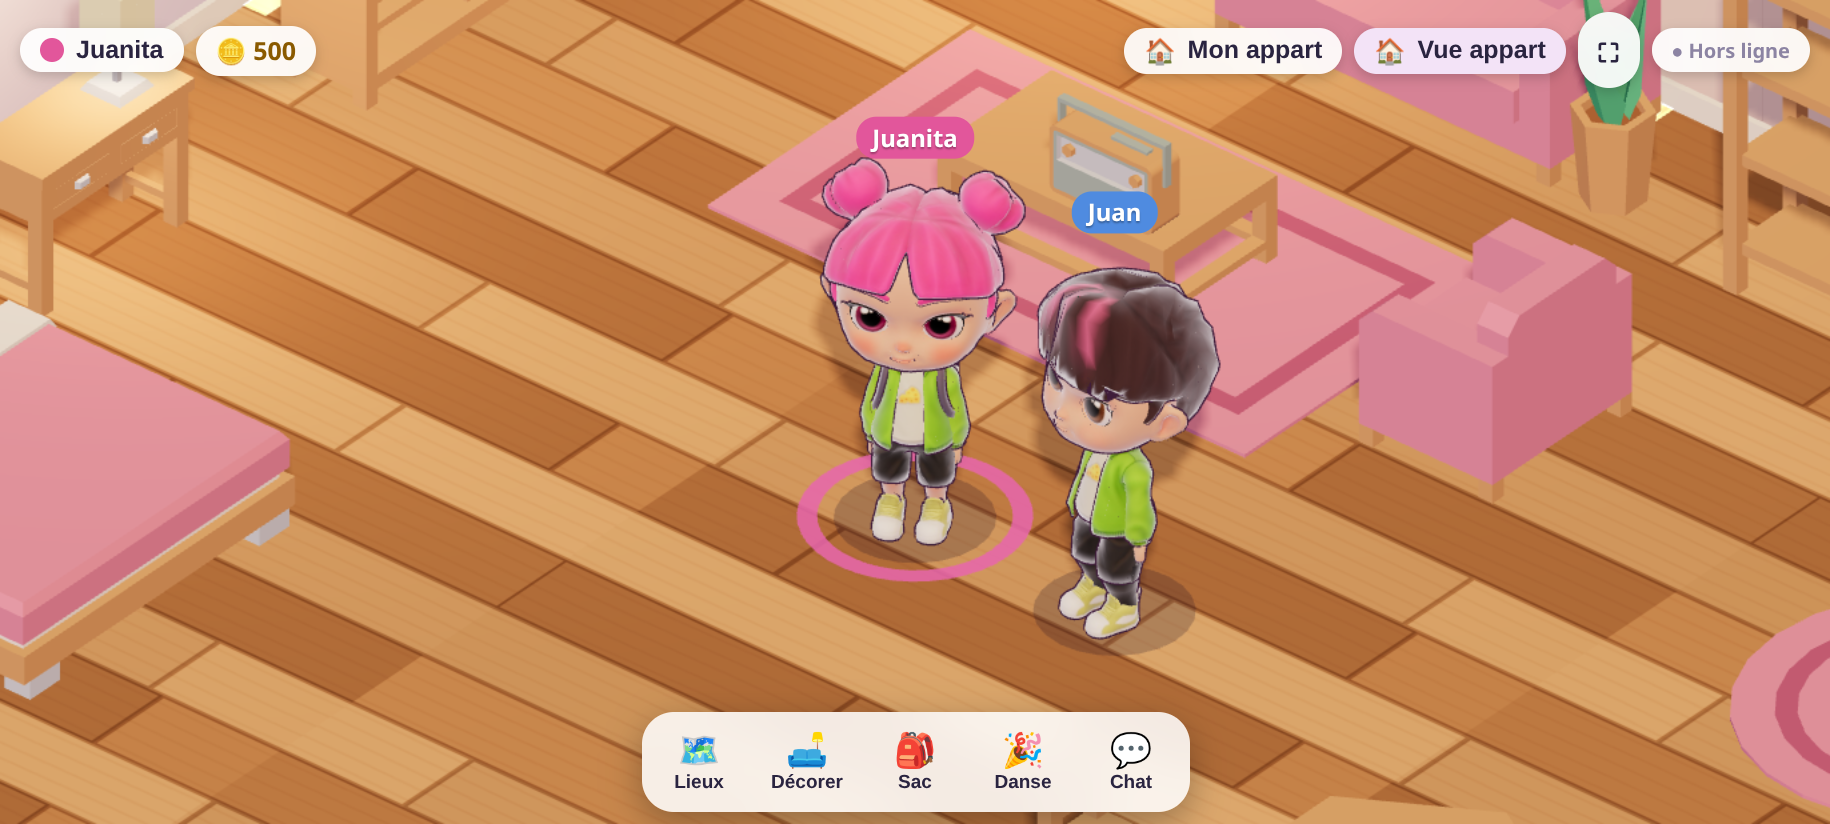 Juanita
500
Mon appart
Vue appart
Hors ligne
Juanita
Juan
Lieux
Décorer
Sac
Danse
Chat